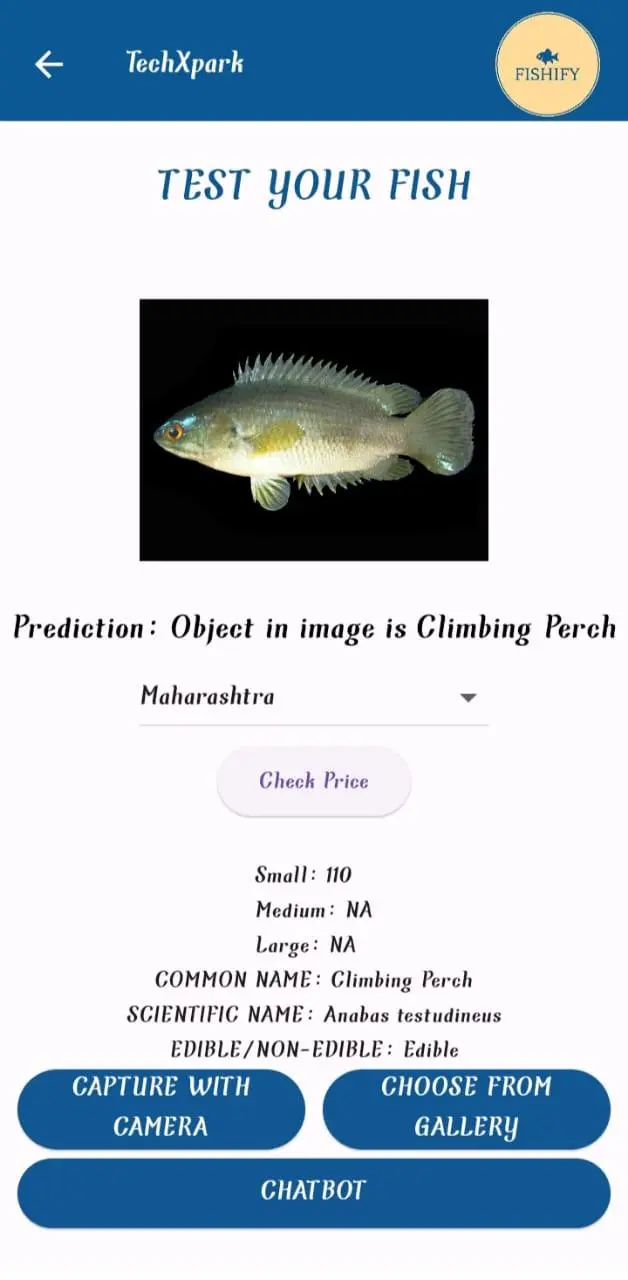 TechXpark
FISHIFY
TEST YOUR FISH
Prediction: Object in image is Climbing Perch
Maharashtra
Check Price
Small: 110
Medium: NA
Large: NA
COMMON NAME: Climbing Perch
SCIENTIFIC NAME: Anabas testudineus
EDIBLE/NON-EDIBLE: Edible
CAPTURE WITH
CAMERA
CHOOSE FROM
GALLERY
CHATBOT